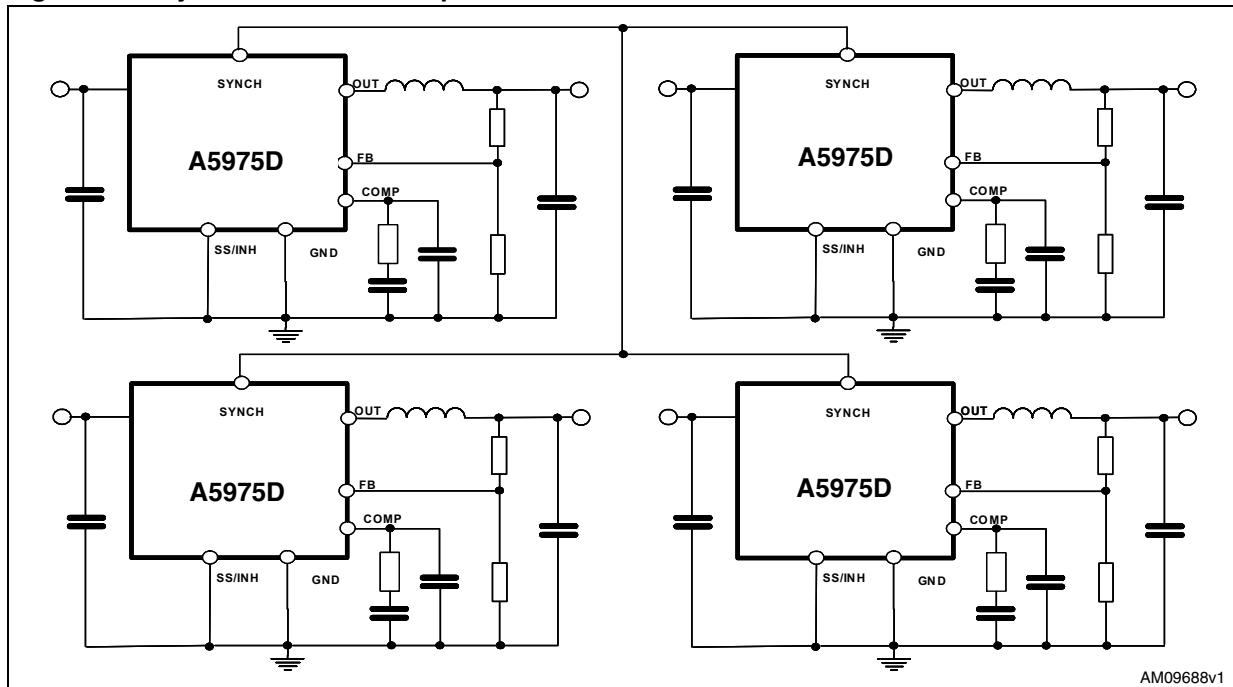 SYNCH
OUT
A5975D
FB
COMP
SS/INH
GND
SYNCH
OUT
A5975D
FB
COMP
SS/INH
GND
SYNCH
OUT
A5975D
FB
COMP
SS/INH
GND
SYNCH
OUT
A5975D
FB
COMP
SS/INH
GND
AM09688v1